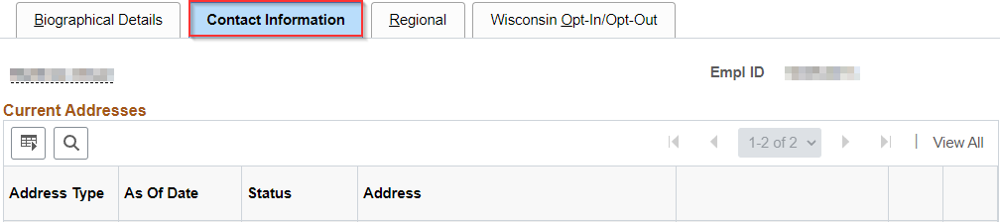 Biographical Details Contact Information Regional Wisconsin Opt-In/Opt-Out
Empl ID
Current Addresses
1-2 of 2 | View All
Address Type As Of Date Status Address